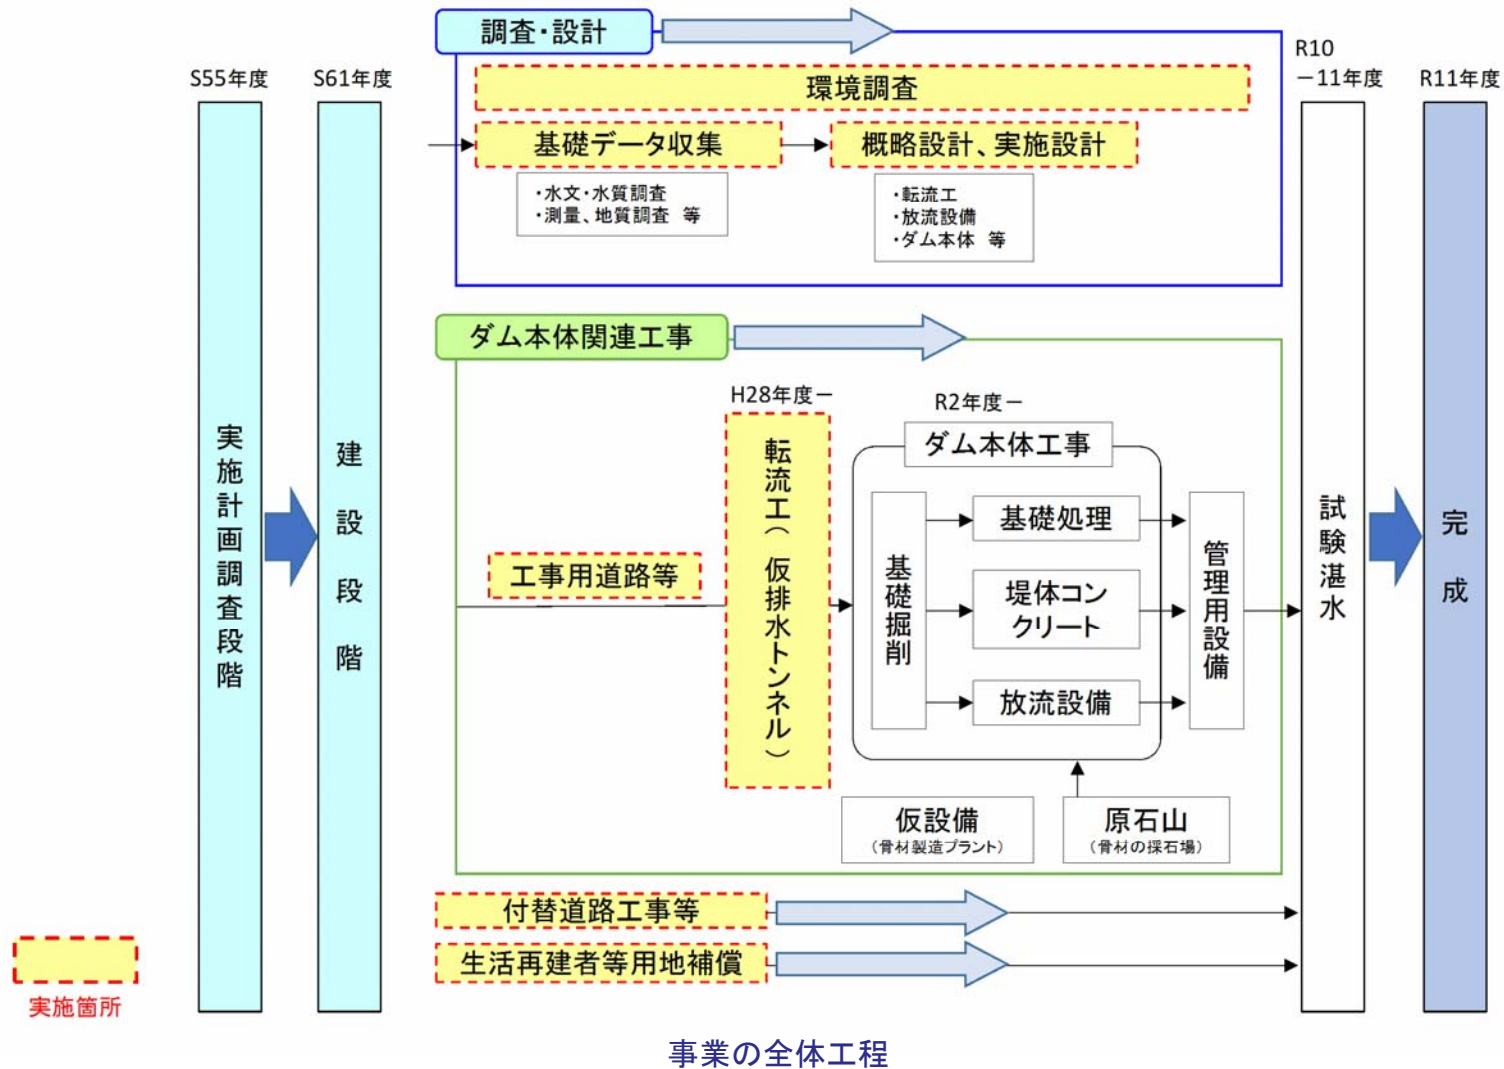 S55年度
S61年度
R10
－11年度
R11年度
調査・設計
環境調査
基礎データ収集
概略設計、実施設計
・水文・水質調査
・測量、地質調査　等
・転流工
・放流設備
・ダム本体　等
ダム本体関連工事
H28年度－
R2年度－
ダム本体工事
実施計画調査段階
建設段階
工事用道路等
転流工（仮排水トンネル）
基礎掘削
基礎処理
堤体コン
クリート
放流設備
管理用設備
試験湛水
完成
仮設備
（骨材製造プラント）
原石山
（骨材の採石場）
付替道路工事等
生活再建者等用地補償
実施箇所
事業の全体工程